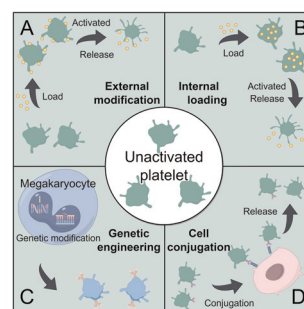 A
Activated
Release
Load
External
modification
B
Load
Activated
Release
Internal
loading
Unactivated
platelet
Megakaryocyte
Genetic modification
Genetic
engineering
C
Cell
conjugation
Release
Conjugation
D